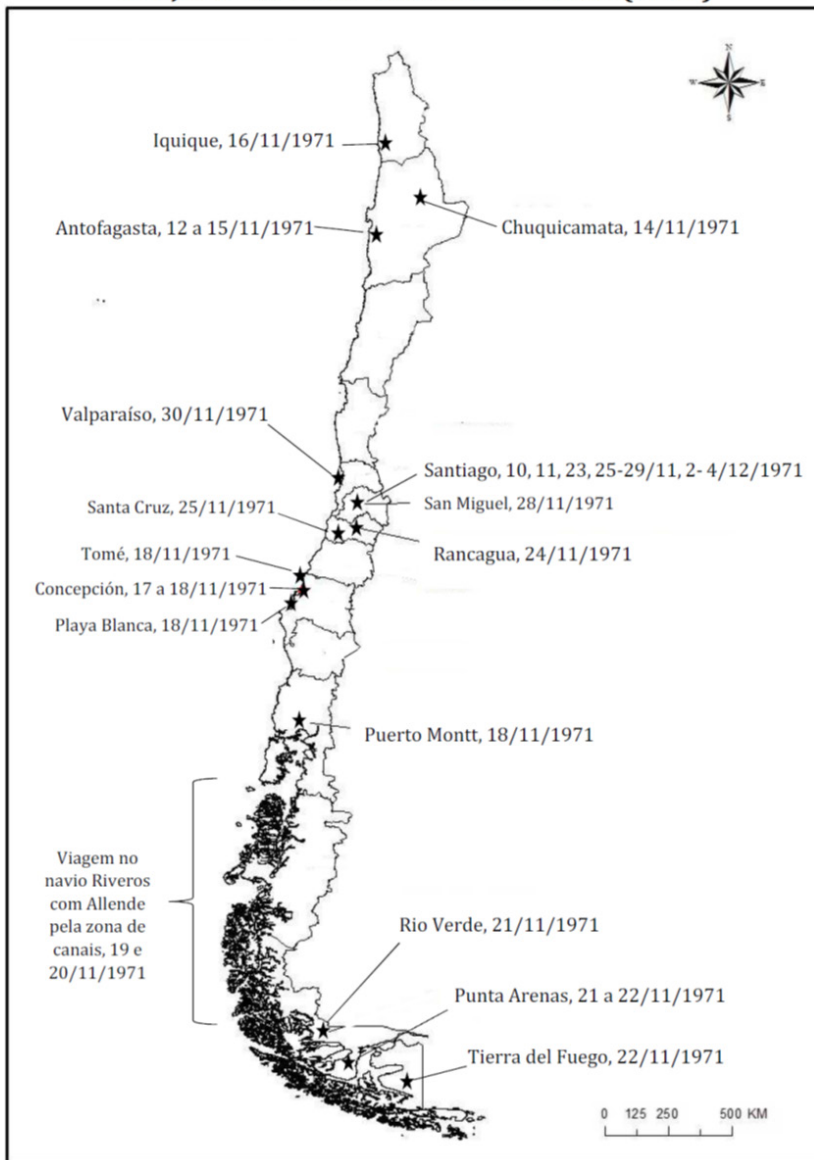 N
W
E
S
Iquique, 16/11/1971
Antofagasta, 12 a 15/11/1971
Chuquicamata, 14/11/1971
Valparaíso, 30/11/1971
Santiago, 10, 11, 23, 25-29/11, 2- 4/12/1971
Santa Cruz, 25/11/1971
San Miguel, 28/11/1971
Tomé, 18/11/1971
Rancagua, 24/11/1971
Concepción, 17 a 18/11/1971
Playa Blanca, 18/11/1971
Puerto Montt, 18/11/1971
Viagem no
navio Riveros
com Allende
pela zona de
canais, 19 e
20/11/1971
Rio Verde, 21/11/1971
Punta Arenas, 21 a 22/11/1971
Tierra del Fuego, 22/11/1971
0 125 250 500 KM